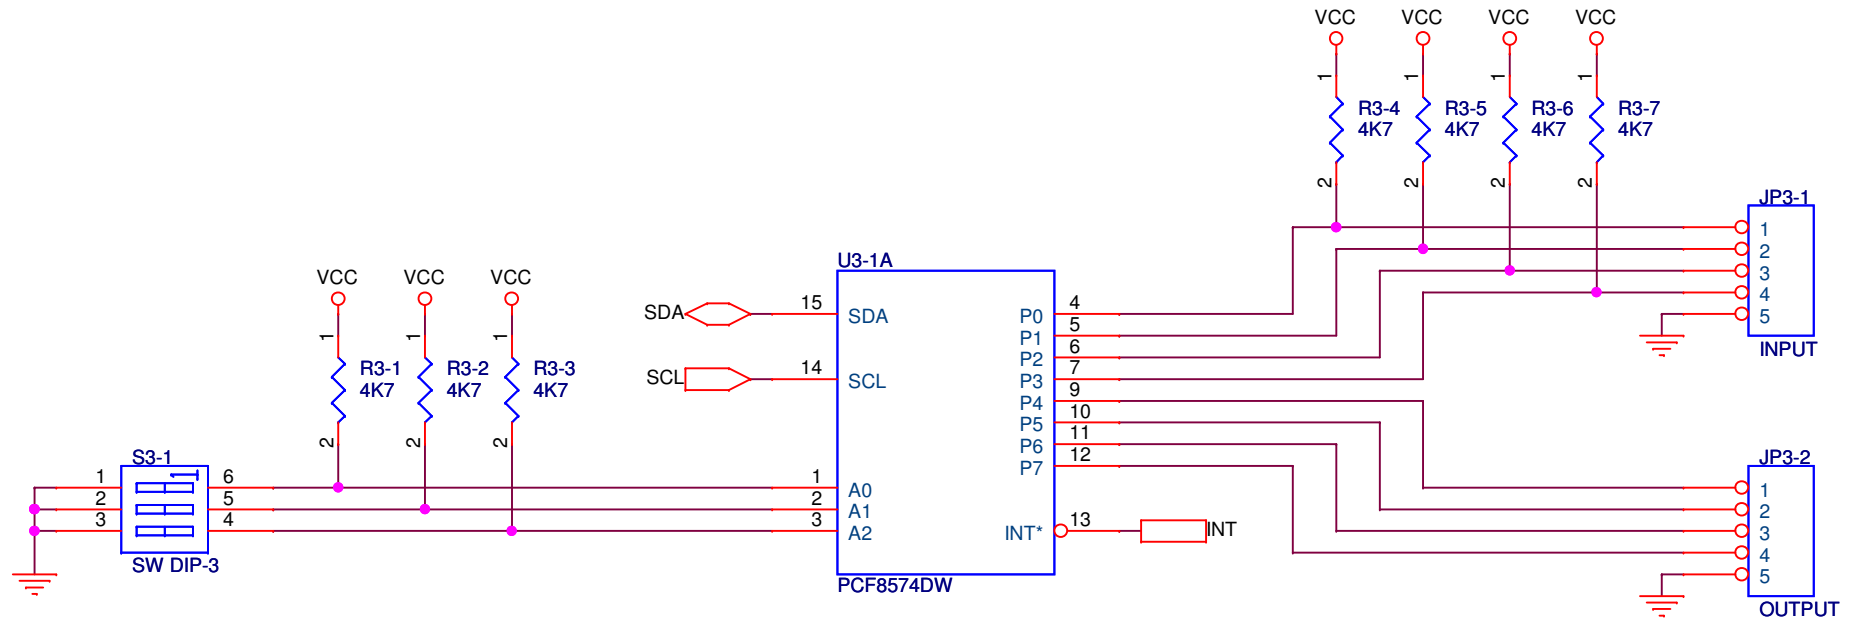 VCC VCC VCC VCC
1 1 1 1
R3-4 R3-5 R3-6 R3-7
4K7 4K7 4K7 4K7
2 2 2 2
JP3-1
1
2
3
4
5
INPUT
VCC VCC VCC
1 1 1
R3-1 R3-2 R3-3
4K7 4K7 4K7
2 2 2
S3-1
1 6
2 5
3 4
1
SW DIP-3
U3-1A
SDA 15 SDA
SCL 14 SCL
1 A0
2 A1
3 A2
P0 4
P1 5
P2 6
P3 7
P4 9
P5 10
P6 11
P7 12
INT* 13 INT
PCF8574DW
JP3-2
1
2
3
4
5
OUTPUT